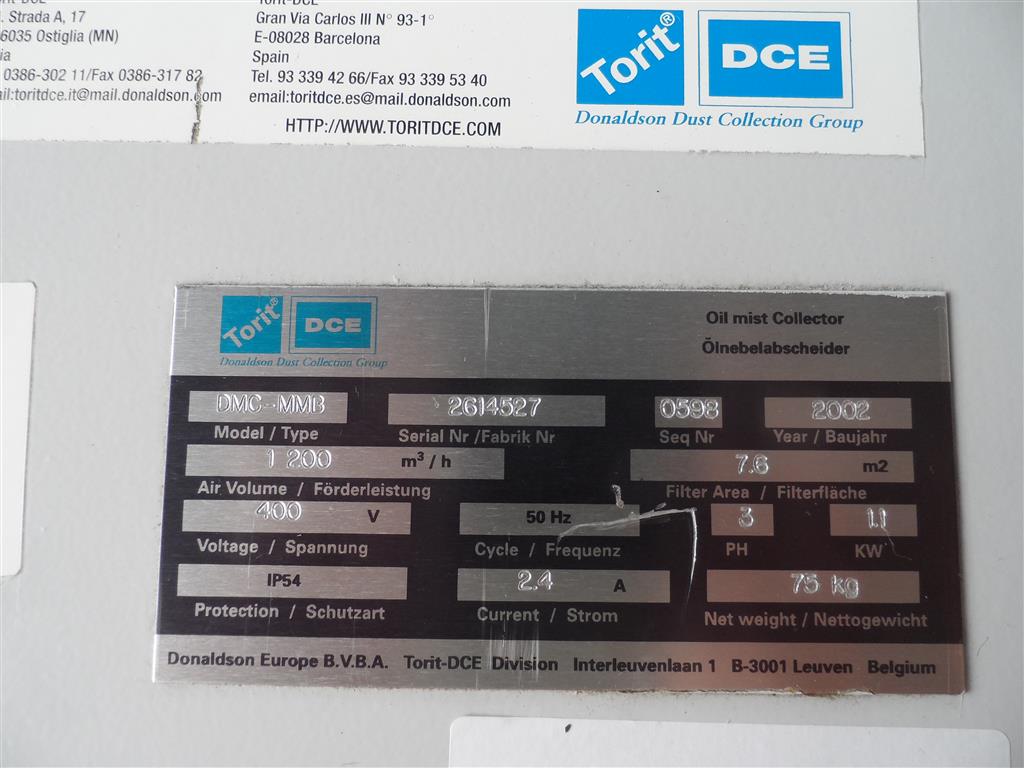 Strada A, 17
Ostiglia (MN)
0386-302 11/Fax 0386-317 82
toritdce.it@mail.donaldson.com
Gran Via Carlos III N° 93-1°
E-08028 Barcelona
Spain
Tel. 93 339 42 66/Fax 93 339 53 40
email:toritdce.es@mail.donaldson.com
HTTP://WWW.TORITDCE.COM
Torit® DCE
Donaldson Dust Collection Group
Torit® DCE
Donaldson Dust Collection Group
Oil mist Collector
Ölnebelabscheider
DMC-MMB 2614527 0598 2002
Model / Type Serial Nr /Fabrik Nr Seq Nr Year / Baujahr
1 200 m³ / h 7.6 m2
Air Volume / Förderleistung Filter Area / Filterfläche
400 V 50 Hz 3 1.1
Voltage / Spannung Cycle / Frequenz PH KW
IP54 2.4 A 75 kg
Protection / Schutzart Current / Strom Net weight / Nettogewicht
Donaldson Europe B.V.B.A. Torit-DCE Division Interleuvenlaan 1 B-3001 Leuven Belgium